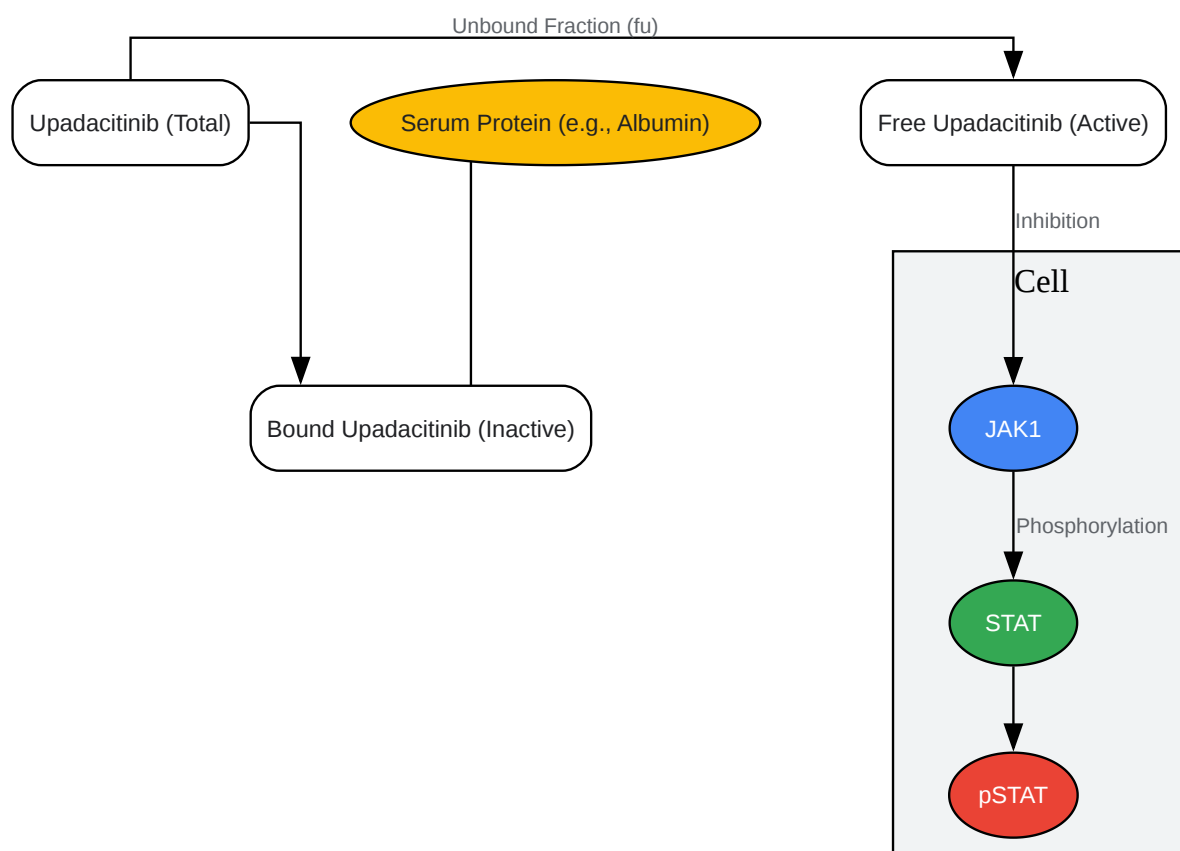 Unbound Fraction (fu)
Upadacitinib (Total)
Serum Protein (e.g., Albumin)
Free Upadacitinib (Active)
Inhibition
Cell
Bound Upadacitinib (Inactive)
JAK1
Phosphorylation
STAT
pSTAT